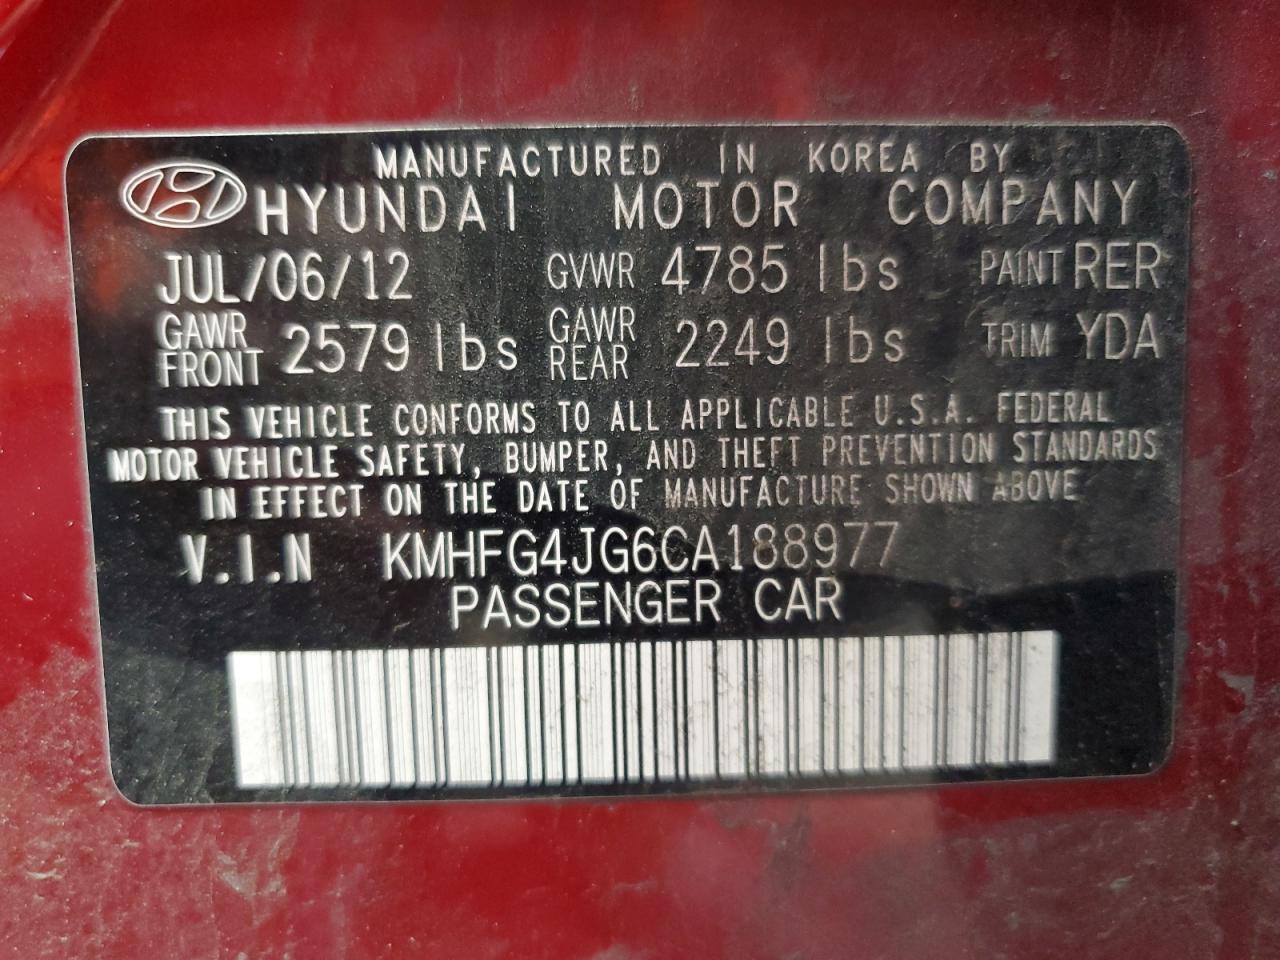 MANUFACTURED IN KOREA BY
HYUNDAI MOTOR COMPANY
JUL/06/12 GVWR 4785 lbs PAINT RER
GAWR FRONT 2579 lbs GAWR REAR 2249 lbs TRIM YDA
THIS VEHICLE CONFORMS TO ALL APPLICABLE U.S.A. FEDERAL
MOTOR VEHICLE SAFETY, BUMPER, AND THEFT PREVENTION STANDARDS
IN EFFECT ON THE DATE OF MANUFACTURE SHOWN ABOVE
V.I.N KMHFG4JG6CA188977
PASSENGER CAR